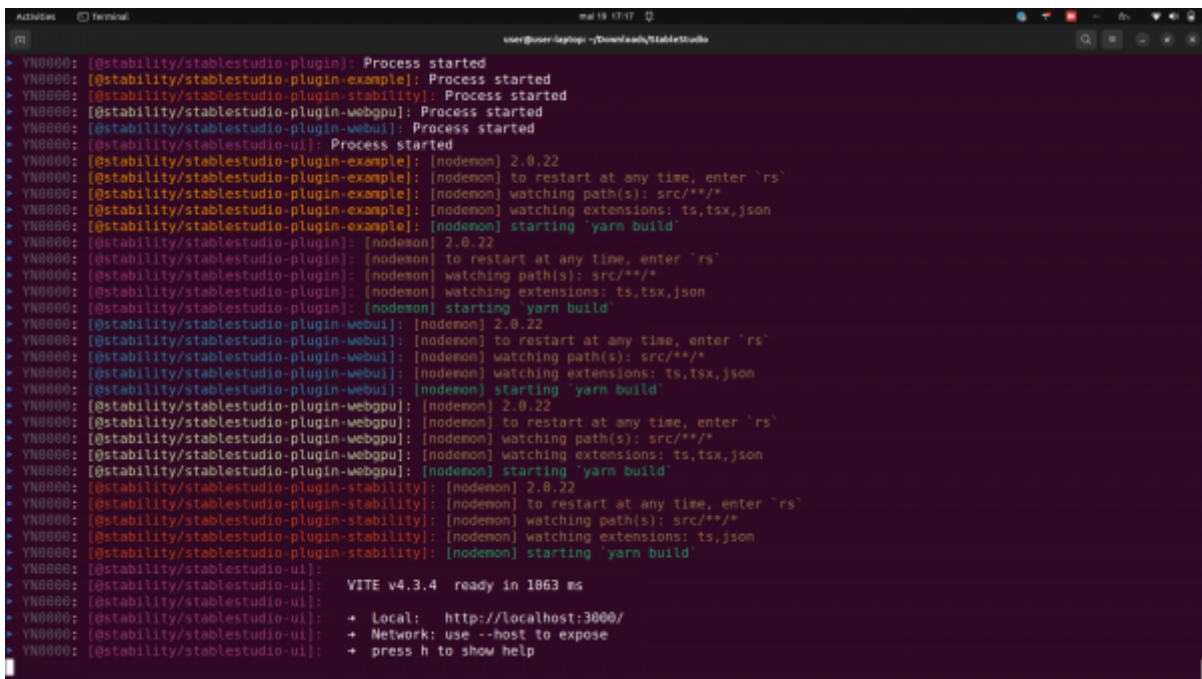 Activities Terminal mai 19 17:17
user@user-laptop: ~/Downloads/StableStudio
YN0000: [@stability/stablestudio-plugin]: Process started
YN0000: [@stability/stablestudio-plugin-example]: Process started
YN0000: [@stability/stablestudio-plugin-stability]: Process started
YN0000: [@stability/stablestudio-plugin-webgpu]: Process started
YN0000: [@stability/stablestudio-plugin-webui]: Process started
YN0000: [@stability/stablestudio-ui]: Process started
YN0000: [@stability/stablestudio-plugin-example]: [nodemon] 2.0.22
YN0000: [@stability/stablestudio-plugin-example]: [nodemon] to restart at any time, enter `rs`
YN0000: [@stability/stablestudio-plugin-example]: [nodemon] watching path(s): src/**/*
YN0000: [@stability/stablestudio-plugin-example]: [nodemon] watching extensions: ts,tsx,json
YN0000: [@stability/stablestudio-plugin-example]: [nodemon] starting `yarn build`
YN0000: [@stability/stablestudio-plugin]: [nodemon] 2.0.22
YN0000: [@stability/stablestudio-plugin]: [nodemon] to restart at any time, enter `rs`
YN0000: [@stability/stablestudio-plugin]: [nodemon] watching path(s): src/**/*
YN0000: [@stability/stablestudio-plugin]: [nodemon] watching extensions: ts,tsx,json
YN0000: [@stability/stablestudio-plugin]: [nodemon] starting `yarn build`
YN0000: [@stability/stablestudio-plugin-webui]: [nodemon] 2.0.22
YN0000: [@stability/stablestudio-plugin-webui]: [nodemon] to restart at any time, enter `rs`
YN0000: [@stability/stablestudio-plugin-webui]: [nodemon] watching path(s): src/**/*
YN0000: [@stability/stablestudio-plugin-webui]: [nodemon] watching extensions: ts,tsx,json
YN0000: [@stability/stablestudio-plugin-webui]: [nodemon] starting `yarn build`
YN0000: [@stability/stablestudio-plugin-webgpu]: [nodemon] 2.0.22
YN0000: [@stability/stablestudio-plugin-webgpu]: [nodemon] to restart at any time, enter `rs`
YN0000: [@stability/stablestudio-plugin-webgpu]: [nodemon] watching path(s): src/**/*
YN0000: [@stability/stablestudio-plugin-webgpu]: [nodemon] watching extensions: ts,tsx,json
YN0000: [@stability/stablestudio-plugin-webgpu]: [nodemon] starting `yarn build`
YN0000: [@stability/stablestudio-plugin-stability]: [nodemon] 2.0.22
YN0000: [@stability/stablestudio-plugin-stability]: [nodemon] to restart at any time, enter `rs`
YN0000: [@stability/stablestudio-plugin-stability]: [nodemon] watching path(s): src/**/*
YN0000: [@stability/stablestudio-plugin-stability]: [nodemon] watching extensions: ts,json
YN0000: [@stability/stablestudio-plugin-stability]: [nodemon] starting `yarn build`
YN0000: [@stability/stablestudio-ui]:
YN0000: [@stability/stablestudio-ui]: VITE v4.3.4 ready in 1063 ms
YN0000: [@stability/stablestudio-ui]:
YN0000: [@stability/stablestudio-ui]: ➜ Local: http://localhost:3000/
YN0000: [@stability/stablestudio-ui]: ➜ Network: use --host to expose
YN0000: [@stability/stablestudio-ui]: ➜ press h to show help